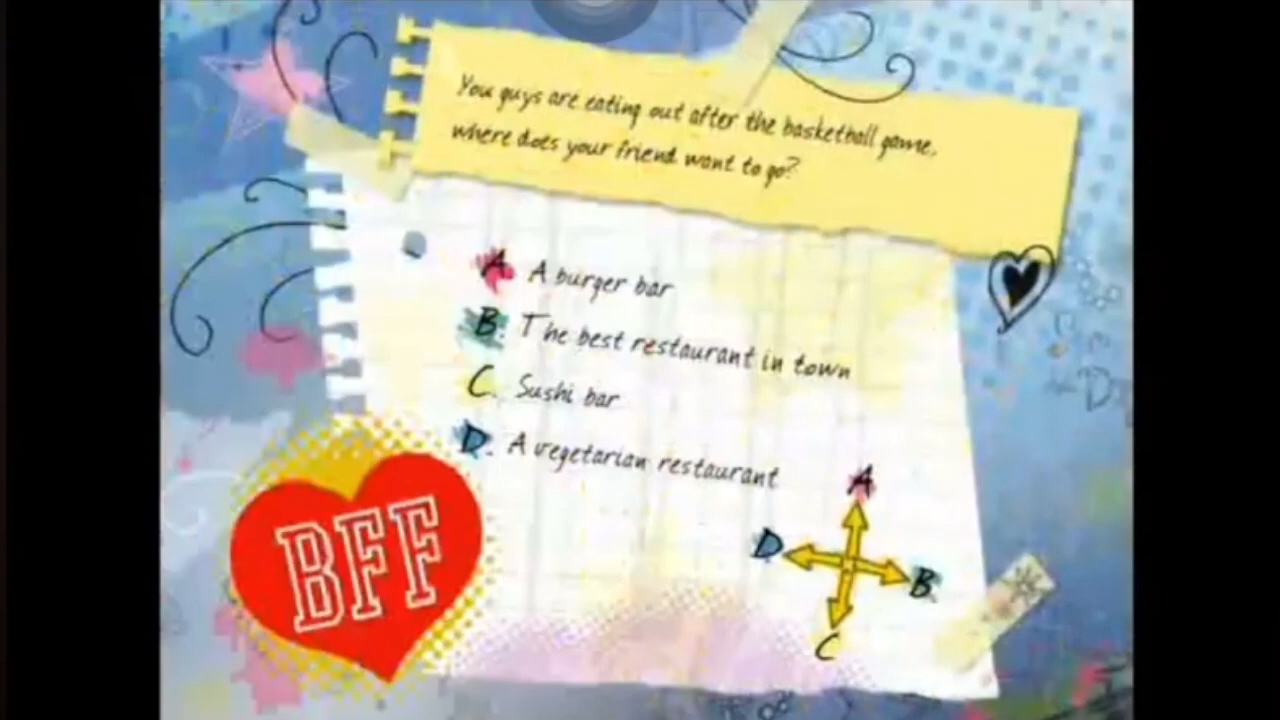 You guys are eating out after the basketball game,
where does your friend want to go?
A. A burger bar
B. The best restaurant in town
C. Sushi bar
D. A vegetarian restaurant
A
D
B.
C
BFF